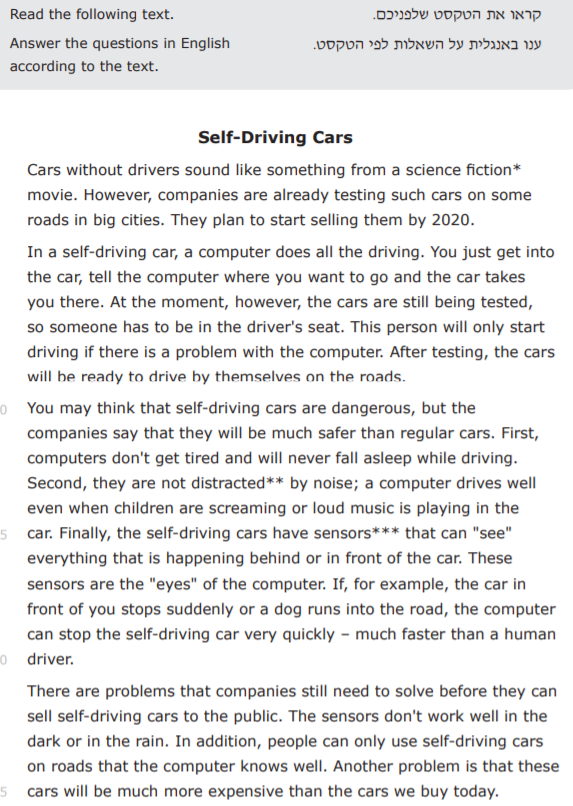 Read the following text.
קראו את הטקסט שלפניכם.
Answer the questions in English
according to the text.
ענו באנגלית על השאלות לפי הטקסט.
Self-Driving Cars
Cars without drivers sound like something from a science fiction*
movie. However, companies are already testing such cars on some
roads in big cities. They plan to start selling them by 2020.
In a self-driving car, a computer does all the driving. You just get into
the car, tell the computer where you want to go and the car takes
you there. At the moment, however, the cars are still being tested,
so someone has to be in the driver's seat. This person will only start
driving if there is a problem with the computer. After testing, the cars
will be ready to drive by themselves on the roads.
0 You may think that self-driving cars are dangerous, but the
companies say that they will be much safer than regular cars. First,
computers don't get tired and will never fall asleep while driving.
Second, they are not distracted** by noise; a computer drives well
even when children are screaming or loud music is playing in the
5 car. Finally, the self-driving cars have sensors*** that can "see"
everything that is happening behind or in front of the car. These
sensors are the "eyes" of the computer. If, for example, the car in
front of you stops suddenly or a dog runs into the road, the computer
can stop the self-driving car very quickly – much faster than a human
0 driver.
There are problems that companies still need to solve before they can
sell self-driving cars to the public. The sensors don't work well in the
dark or in the rain. In addition, people can only use self-driving cars
on roads that the computer knows well. Another problem is that these
5 cars will be much more expensive than the cars we buy today.